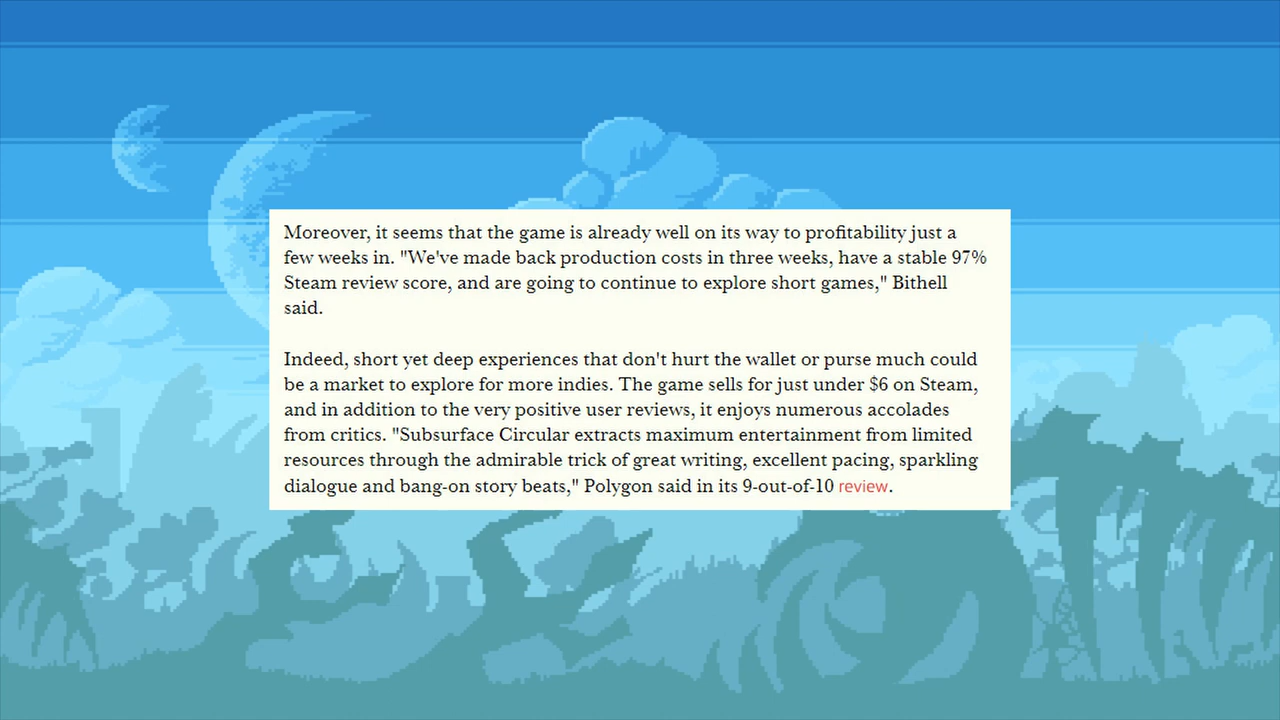 Moreover, it seems that the game is already well on its way to profitability just a
few weeks in. "We've made back production costs in three weeks, have a stable 97%
Steam review score, and are going to continue to explore short games," Bithell
said.
Indeed, short yet deep experiences that don't hurt the wallet or purse much could
be a market to explore for more indies. The game sells for just under $6 on Steam,
and in addition to the very positive user reviews, it enjoys numerous accolades
from critics. "Subsurface Circular extracts maximum entertainment from limited
resources through the admirable trick of great writing, excellent pacing, sparkling
dialogue and bang-on story beats," Polygon said in its 9-out-of-10 review.